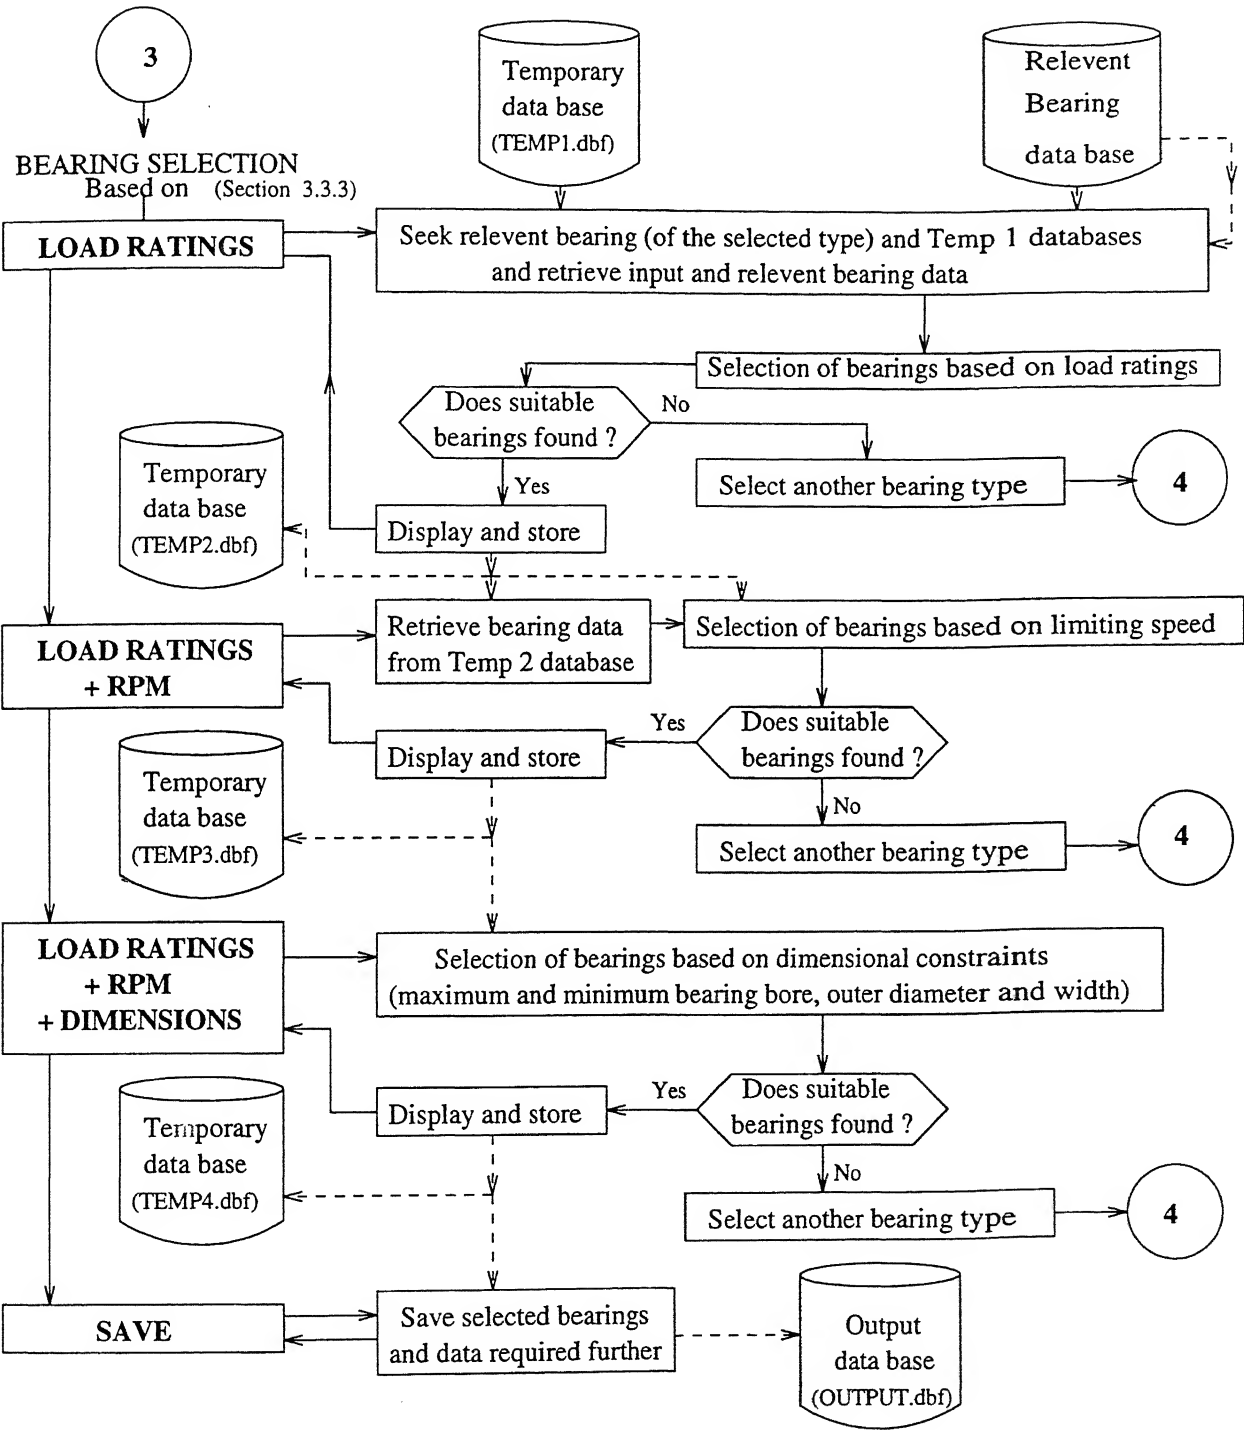 3
Temporary
data base
(TEMP1.dbf)
Relevent
Bearing
data base
BEARING SELECTION
Based on (Section 3.3.3)
LOAD RATINGS
Seek relevent bearing (of the selected type) and Temp 1 databases
and retrieve input and relevent bearing data
Selection of bearings based on load ratings
Does suitable
bearings found ?
No
Select another bearing type
4
Yes
Display and store
Temporary
data base
(TEMP2.dbf)
LOAD RATINGS
+ RPM
Retrieve bearing data
from Temp 2 database
Selection of bearings based on limiting speed
Does suitable
bearings found ?
Yes
Display and store
No
Select another bearing type
4
Temporary
data base
(TEMP3.dbf)
LOAD RATINGS
+ RPM
+ DIMENSIONS
Selection of bearings based on dimensional constraints
(maximum and minimum bearing bore, outer diameter and width)
Does suitable
bearings found ?
Yes
Display and store
No
Select another bearing type
4
Temporary
data base
(TEMP4.dbf)
SAVE
Save selected bearings
and data required further
Output
data base
(OUTPUT.dbf)